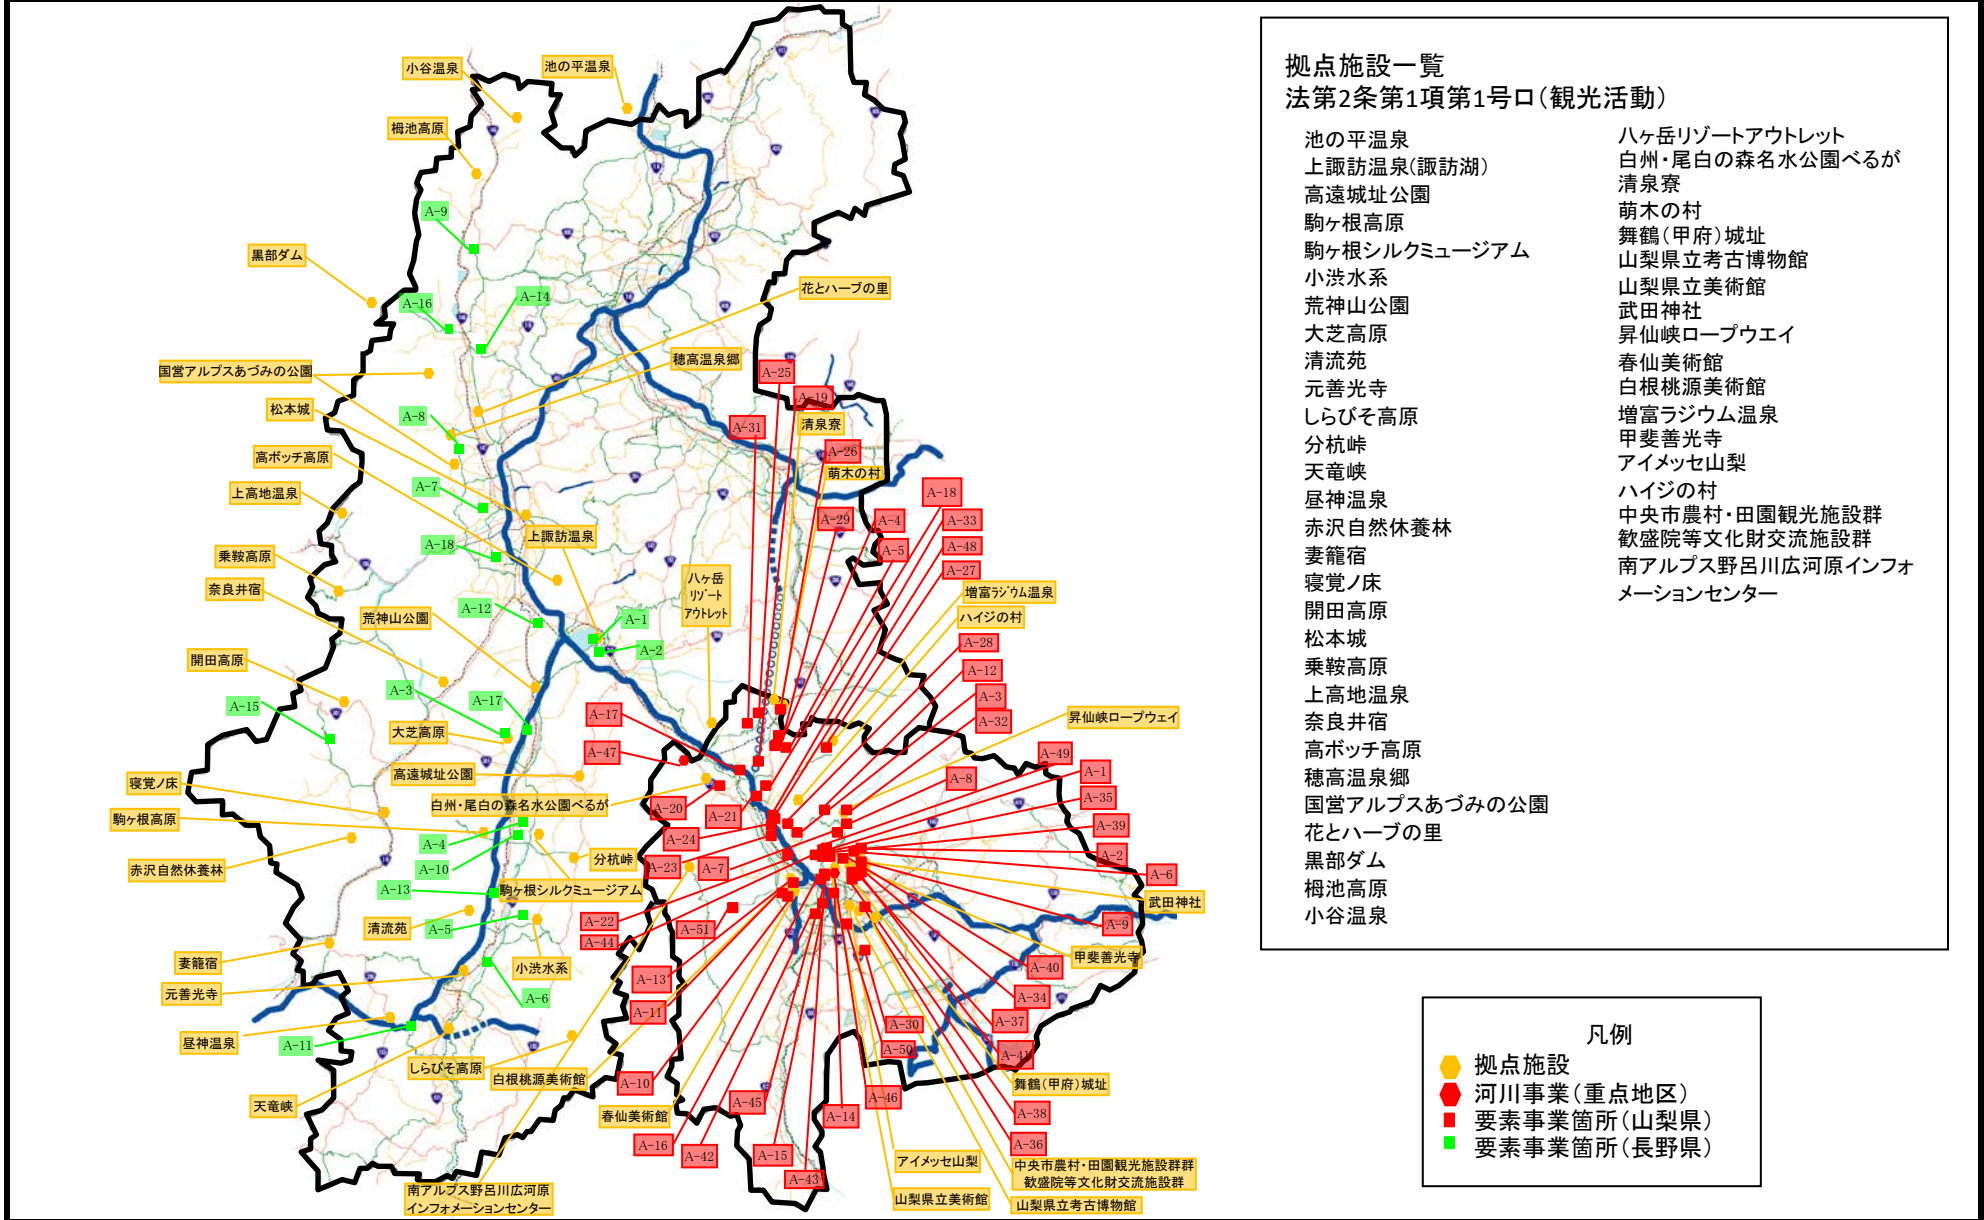 小谷温泉
池の平温泉
栂池高原
A-9
黒部ダム
A-16
A-14
花とハーブの里
国営アルプスあづみの公園
穂高温泉郷
A-25
松本城
A-8
A-19
A-31
清泉寮
高ボッチ高原
A-26
萌木の村
上高地温泉
A-7
A-18
A-29
A-4
A-33
上諏訪温泉
A-18
A-5
A-48
乗鞍高原
A-27
奈良井宿
八ヶ岳
リゾート
アウトレット
増富ラジウム温泉
荒神山公園
A-12
A-1
ハイジの村
A-2
A-28
開田高原
A-12
A-3
A-17
A-3
A-15
A-17
A-32
昇仙峡ロープウェイ
大芝高原
A-47
A-49
高遠城址公園
A-8
A-1
寝覚ノ床
白州・尾白の森名水公園べるが
A-20
A-35
駒ヶ根高原
A-21
A-39
A-4
A-24
A-2
赤沢自然休養林
A-10
分杭峠
A-23
A-7
A-6
A-13
駒ヶ根シルクミュージアム
武田神社
清流苑
A-5
A-22
A-51
A-9
A-44
妻籠宿
小渋水系
甲斐善光寺
A-13
A-40
元善光寺
A-6
A-11
A-34
A-30
A-37
昼神温泉
A-11
A-50
A-41
しらびそ高原
白根桃源美術館
A-10
舞鶴(甲府)城址
天竜峡
春仙美術館
A-45
A-14
A-46
A-38
A-16
A-42
A-15
A-36
A-43
アイメッセ山梨
中央市農村・田園観光施設群群
歓盛院等文化財交流施設群
南アルプス野呂川広河原
インフォメーションセンター
山梨県立美術館
山梨県立考古博物館
拠点施設一覧
法第2条第1項第1号ロ(観光活動)
池の平温泉
上諏訪温泉(諏訪湖)
高遠城址公園
駒ヶ根高原
駒ヶ根シルクミュージアム
小渋水系
荒神山公園
大芝高原
清流苑
元善光寺
しらびそ高原
分杭峠
天竜峡
昼神温泉
赤沢自然休養林
妻籠宿
寝覚ノ床
開田高原
松本城
乗鞍高原
上高地温泉
奈良井宿
高ボッチ高原
穂高温泉郷
国営アルプスあづみの公園
花とハーブの里
黒部ダム
栂池高原
小谷温泉
八ヶ岳リゾートアウトレット
白州・尾白の森名水公園べるが
清泉寮
萌木の村
舞鶴(甲府)城址
山梨県立考古博物館
山梨県立美術館
武田神社
昇仙峡ロープウエイ
春仙美術館
白根桃源美術館
増富ラジウム温泉
甲斐善光寺
アイメッセ山梨
ハイジの村
中央市農村・田園観光施設群
歓盛院等文化財交流施設群
南アルプス野呂川広河原インフォ
メーションセンター
凡例
拠点施設
河川事業(重点地区)
要素事業箇所(山梨県)
要素事業箇所(長野県)